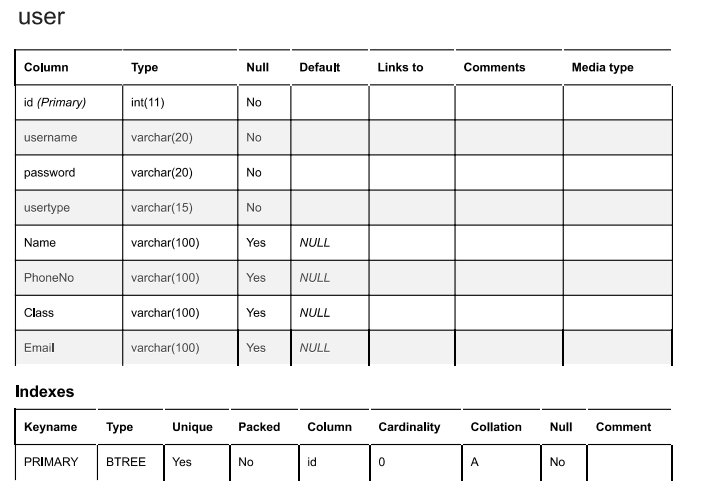 user
Column Type Null Default Links to Comments Media type
id (Primary) int(11) No
username varchar(20) No
password varchar(20) No
usertype varchar(15) No
Name varchar(100) Yes NULL
PhoneNo varchar(100) Yes NULL
Class varchar(100) Yes NULL
Email varchar(100) Yes NULL
Indexes
Keyname Type Unique Packed Column Cardinality Collation Null Comment
PRIMARY BTREE Yes No id 0 A No